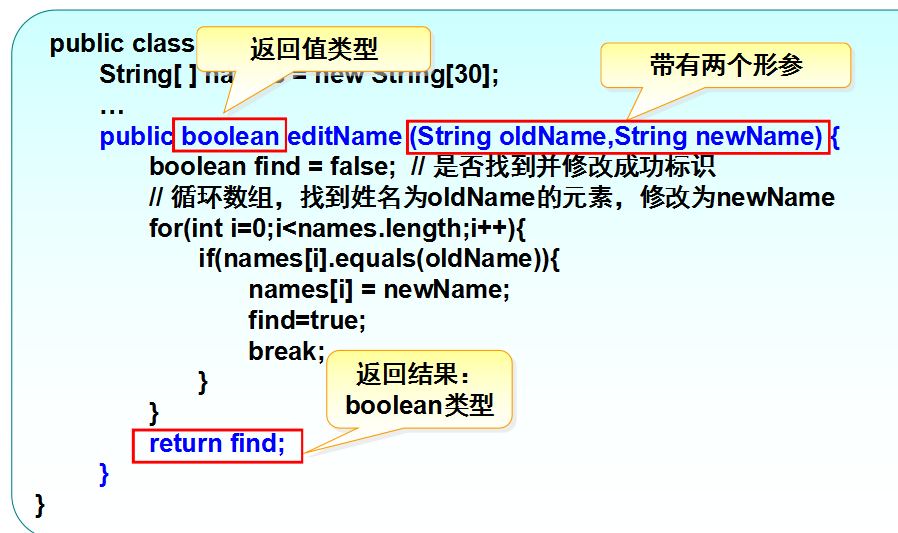 public class
返回值类型
带有两个形参
String[ ] = new String[30];
…
public boolean editName (String oldName,String newName) {
boolean find = false; // 是否找到并修改成功标识
// 循环数组，找到姓名为oldName的元素，修改为newName
for(int i=0;i<names.length;i++){
if(names[i].equals(oldName)){
names[i] = newName;
find=true;
break;
}
返回结果：
boolean类型
}
return find;
}
}